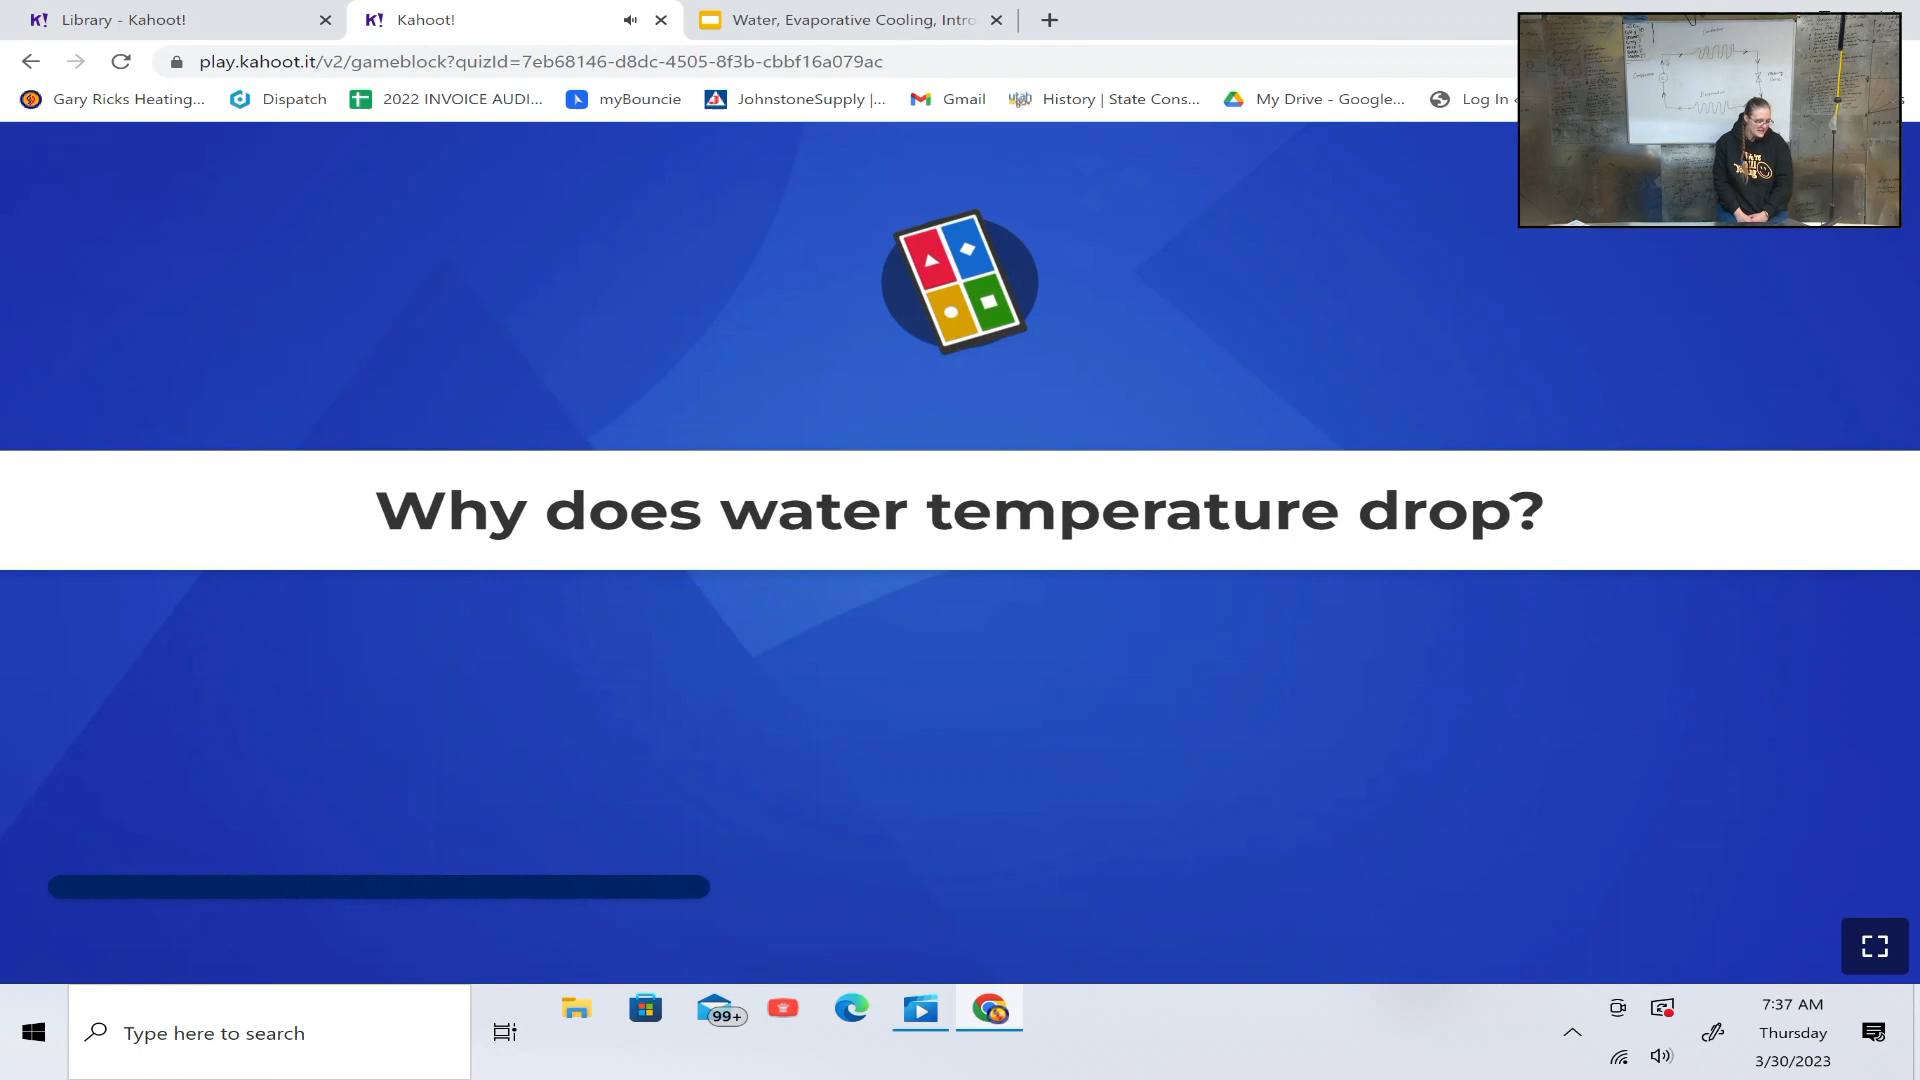 Library - Kahoot!
Kahoot!
Water, Evaporative Cooling, Intro
play.kahoot.it/v2/gameblock?quizId=7eb68146-d8dc-4505-8f3b-cbbf16a079ac
Gary Ricks Heating...
Dispatch
2022 INVOICE AUDI...
myBouncie
JohnstoneSupply |...
Gmail
History | State Cons...
My Drive - Google...
Log In
Why does water temperature drop?
Type here to search
99+
7:37 AM
Thursday
3/30/2023